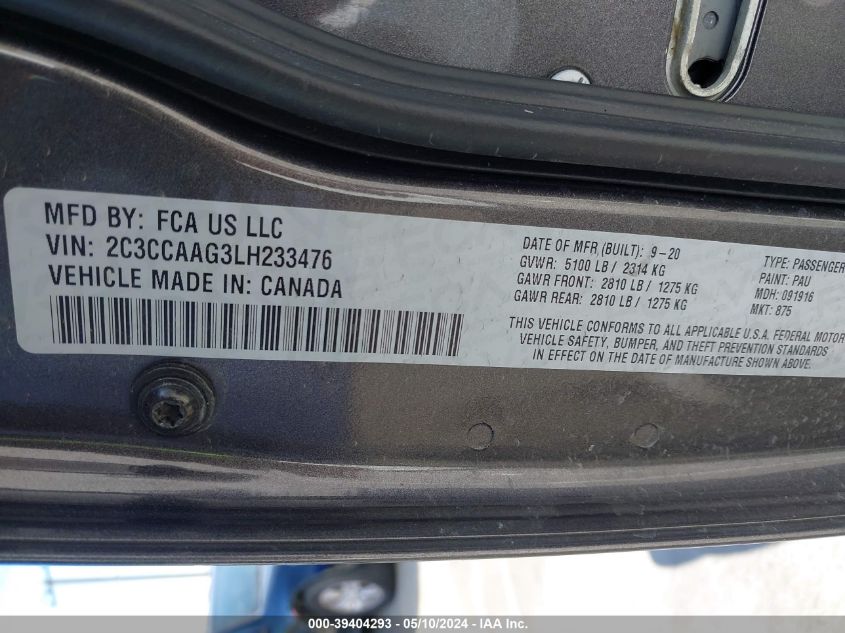 MFD BY: FCA US LLC
VIN: 2C3CCAAG3LH233476
VEHICLE MADE IN: CANADA
DATE OF MFR (BUILT): 9-20
GVWR: 5100 LB / 2314 KG
GAWR FRONT: 2810 LB / 1275 KG
GAWR REAR: 2810 LB / 1275 KG
TYPE: PASSENGER
PAINT: PAU
MDH: 091916
MKT: 875
THIS VEHICLE CONFORMS TO ALL APPLICABLE U.S.A. FEDERAL MOTOR
VEHICLE SAFETY, BUMPER, AND THEFT PREVENTION STANDARDS
IN EFFECT ON THE DATE OF MANUFACTURE SHOWN ABOVE.
000-39404293 - 05/10/2024 - IAA Inc.